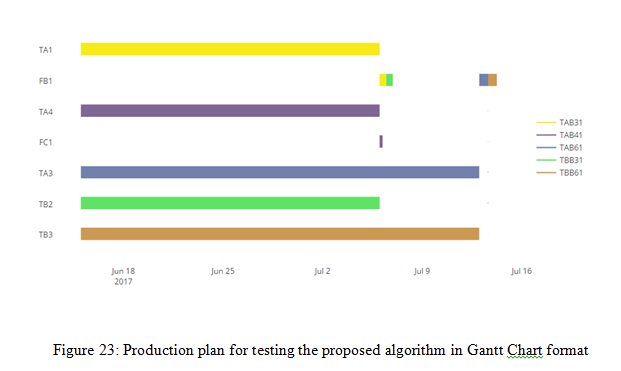 TA1
FB1
TA4
FC1
TA3
TB2
TB3
TAB31
TAB41
TAB61
TBB31
TBB61
Jun 18 Jun 25 Jul 2 Jul 9 Jul 16
2017
Figure 23: Production plan for testing the proposed algorithm in Gantt Chart format